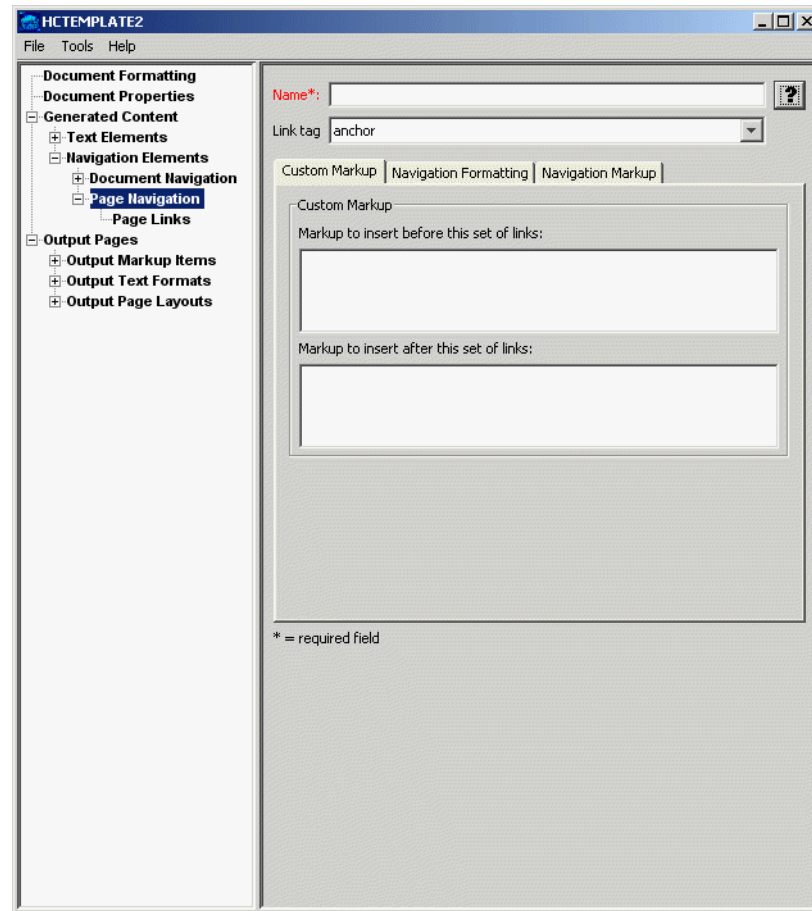 HCTEMPLATE2
File Tools Help
Document Formatting
Document Properties
Generated Content
Text Elements
Navigation Elements
Document Navigation
Page Navigation
Page Links
Output Pages
Output Markup Items
Output Text Formats
Output Page Layouts
Name*:
?
Link tag anchor
Custom Markup Navigation Formatting Navigation Markup
Custom Markup
Markup to insert before this set of links:
Markup to insert after this set of links:
* = required field